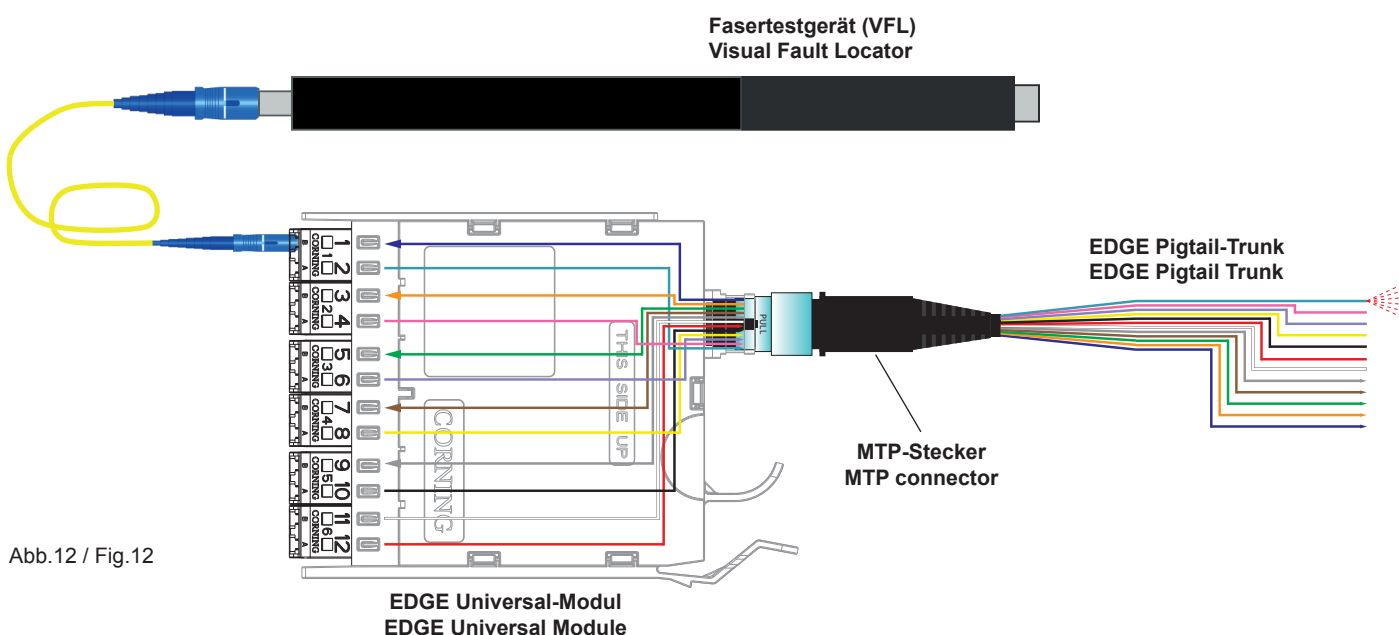 Fasertestgerät (VFL)
Visual Fault Locator
EDGE Pigtail-Trunk
EDGE Pigtail Trunk
MTP-Stecker
MTP connector
PULL
THIS SIDE UP
CORNING
B CORNING 1 1
A 2
B CORNING 2 3
A 4
B CORNING 3 5
A 6
B CORNING 4 7
A 8
B CORNING 5 9
A 10
B CORNING 6 11
A 12
Abb.12 / Fig.12
EDGE Universal-Modul
EDGE Universal Module